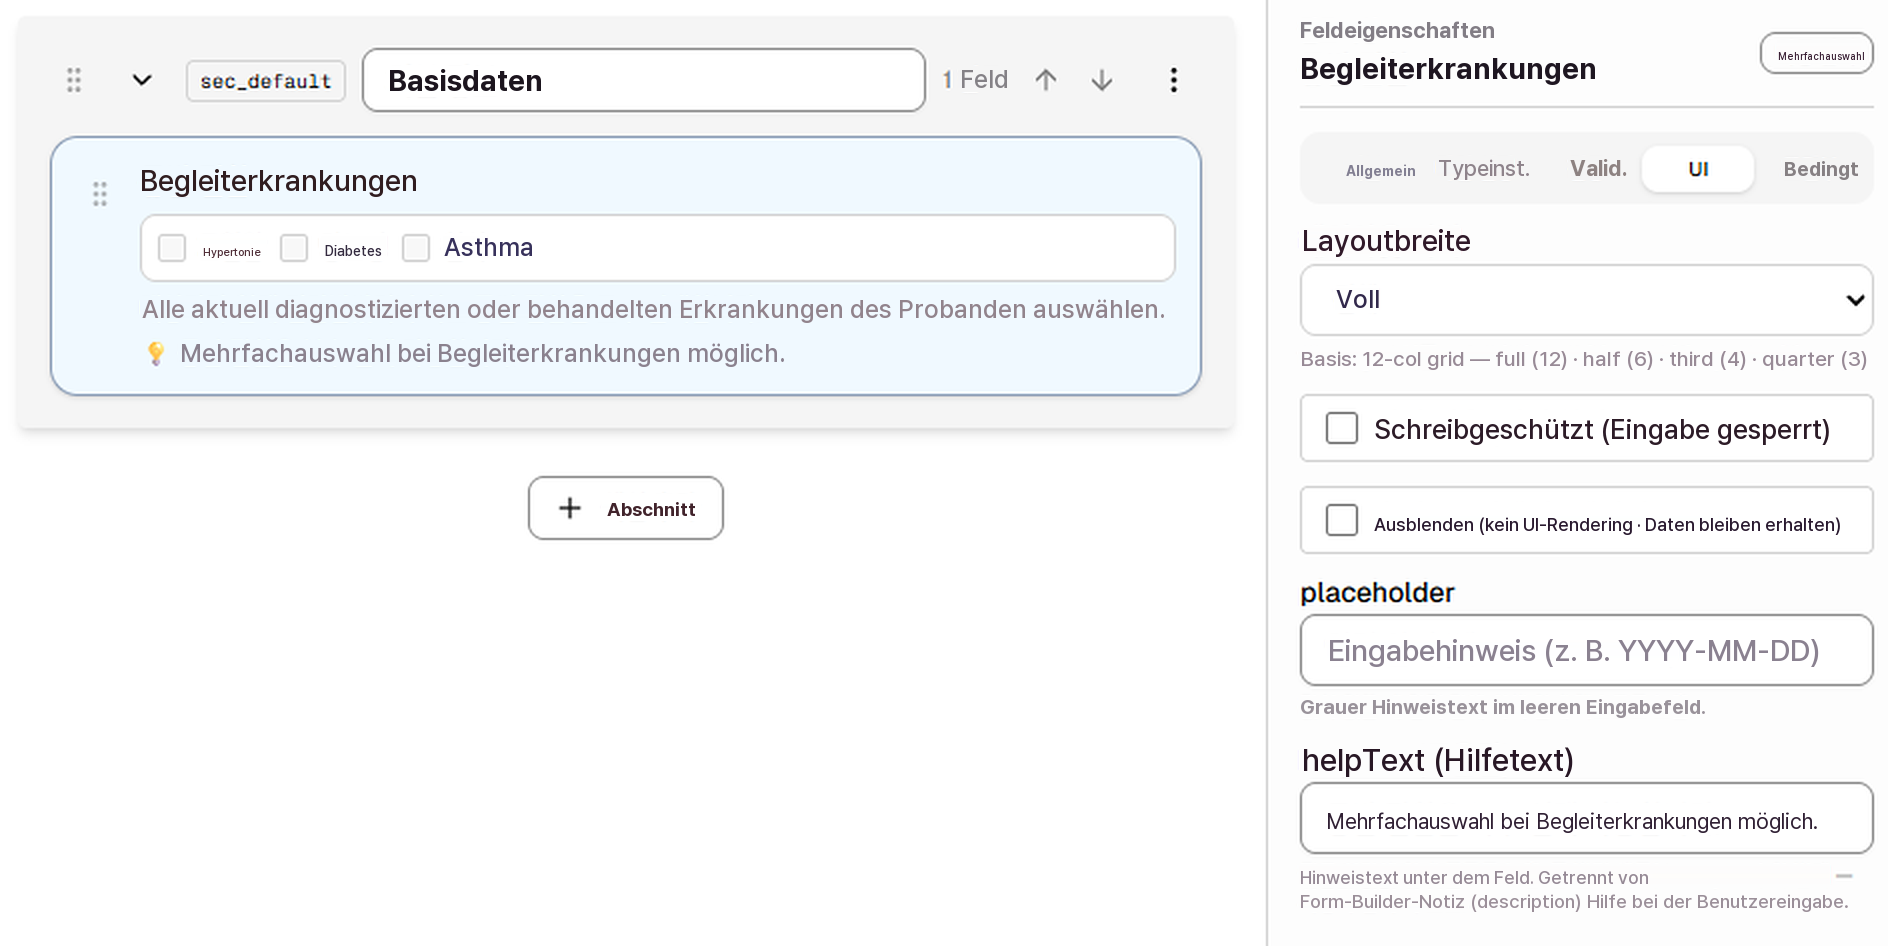 sec_default Basisdaten 1 Feld
Begleiterkrankungen
Hypertonie Diabetes Asthma
Alle aktuell diagnostizierten oder behandelten Erkrankungen des Probanden auswählen.
💡 Mehrfachauswahl bei Begleiterkrankungen möglich.
+ Abschnitt
Feldeigenschaften
Begleiterkrankungen
Mehrfachauswahl
Allgemein Typeinst. Valid. UI Bedingt
Layoutbreite
Voll
Basis: 12-col grid — full (12) · half (6) · third (4) · quarter (3)
Schreibgeschützt (Eingabe gesperrt)
Ausblenden (kein UI-Rendering · Daten bleiben erhalten)
placeholder
Eingabehinweis (z. B. YYYY-MM-DD)
Grauer Hinweistext im leeren Eingabefeld.
helpText (Hilfetext)
Mehrfachauswahl bei Begleiterkrankungen möglich.
Hinweistext unter dem Feld. Getrennt von —
Form-Builder-Notiz (description) Hilfe bei der Benutzereingabe.